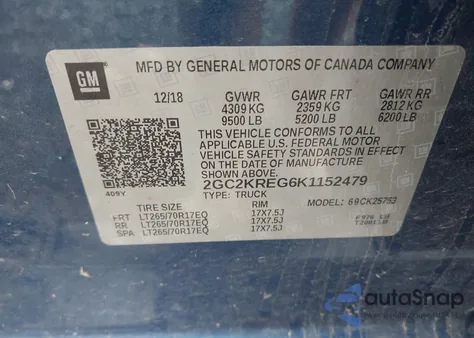 GM
MFD BY GENERAL MOTORS OF CANADA COMPANY
12/18 GVWR GAWR FRT GAWR RR
4309 KG 2359 KG 2812 KG
9500 LB 5200 LB 6200 LB
THIS VEHICLE CONFORMS TO ALL
APPLICABLE U.S. FEDERAL MOTOR
VEHICLE SAFETY STANDARDS IN EFFECT
ON THE DATE OF MANUFACTURE
SHOWN ABOVE.
2GC2KREG6K1152479
409Y TYPE: TRUCK MODEL:
TIRE SIZE RIM
FRT LT265/70R17EQ 17X7.5J
RR LT265/70R17EQ 17X7.5J
SPA LT265/70R17EQ 17X7.5J
autoSnap